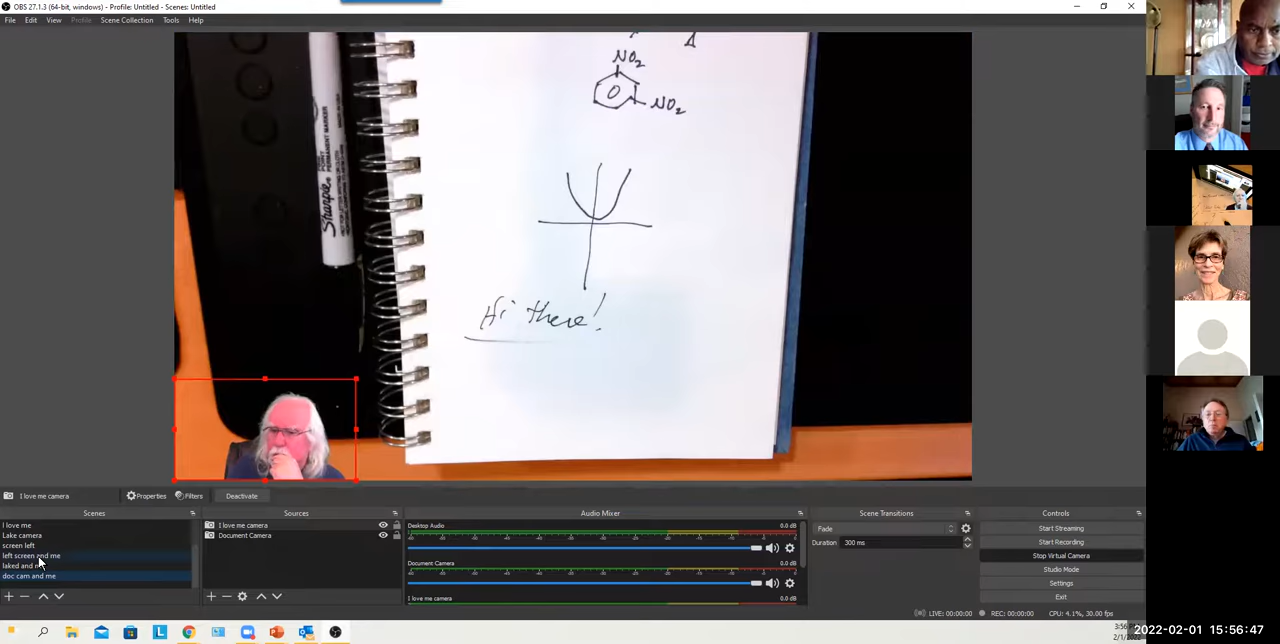 OBS 27.1.3 (64-bit, windows) - Profile: Untitled - Scenes: Untitled
File Edit View Profile Scene Collection Tools Help
NO2
NO2
Sharpie
Hi there!
I love me camera Properties Filters Deactivate
Scenes Sources Audio Mixer Scene Transitions Controls
I love me
Lake camera
screen left
left screen and me
laked and
doc cam and me
I love me camera
Document Camera
Desktop Audio 0.0 dB
Document Camera 0.0 dB
I love me camera 0.0 dB
Fade
Duration 300 ms
Start Streaming
Start Recording
Stop Virtual Camera
Studio Mode
Settings
Exit
LIVE: 00:00:00 REC: 00:00:00 CPU: 4.1%, 30.00 fps
2022-02-01 15:56:47